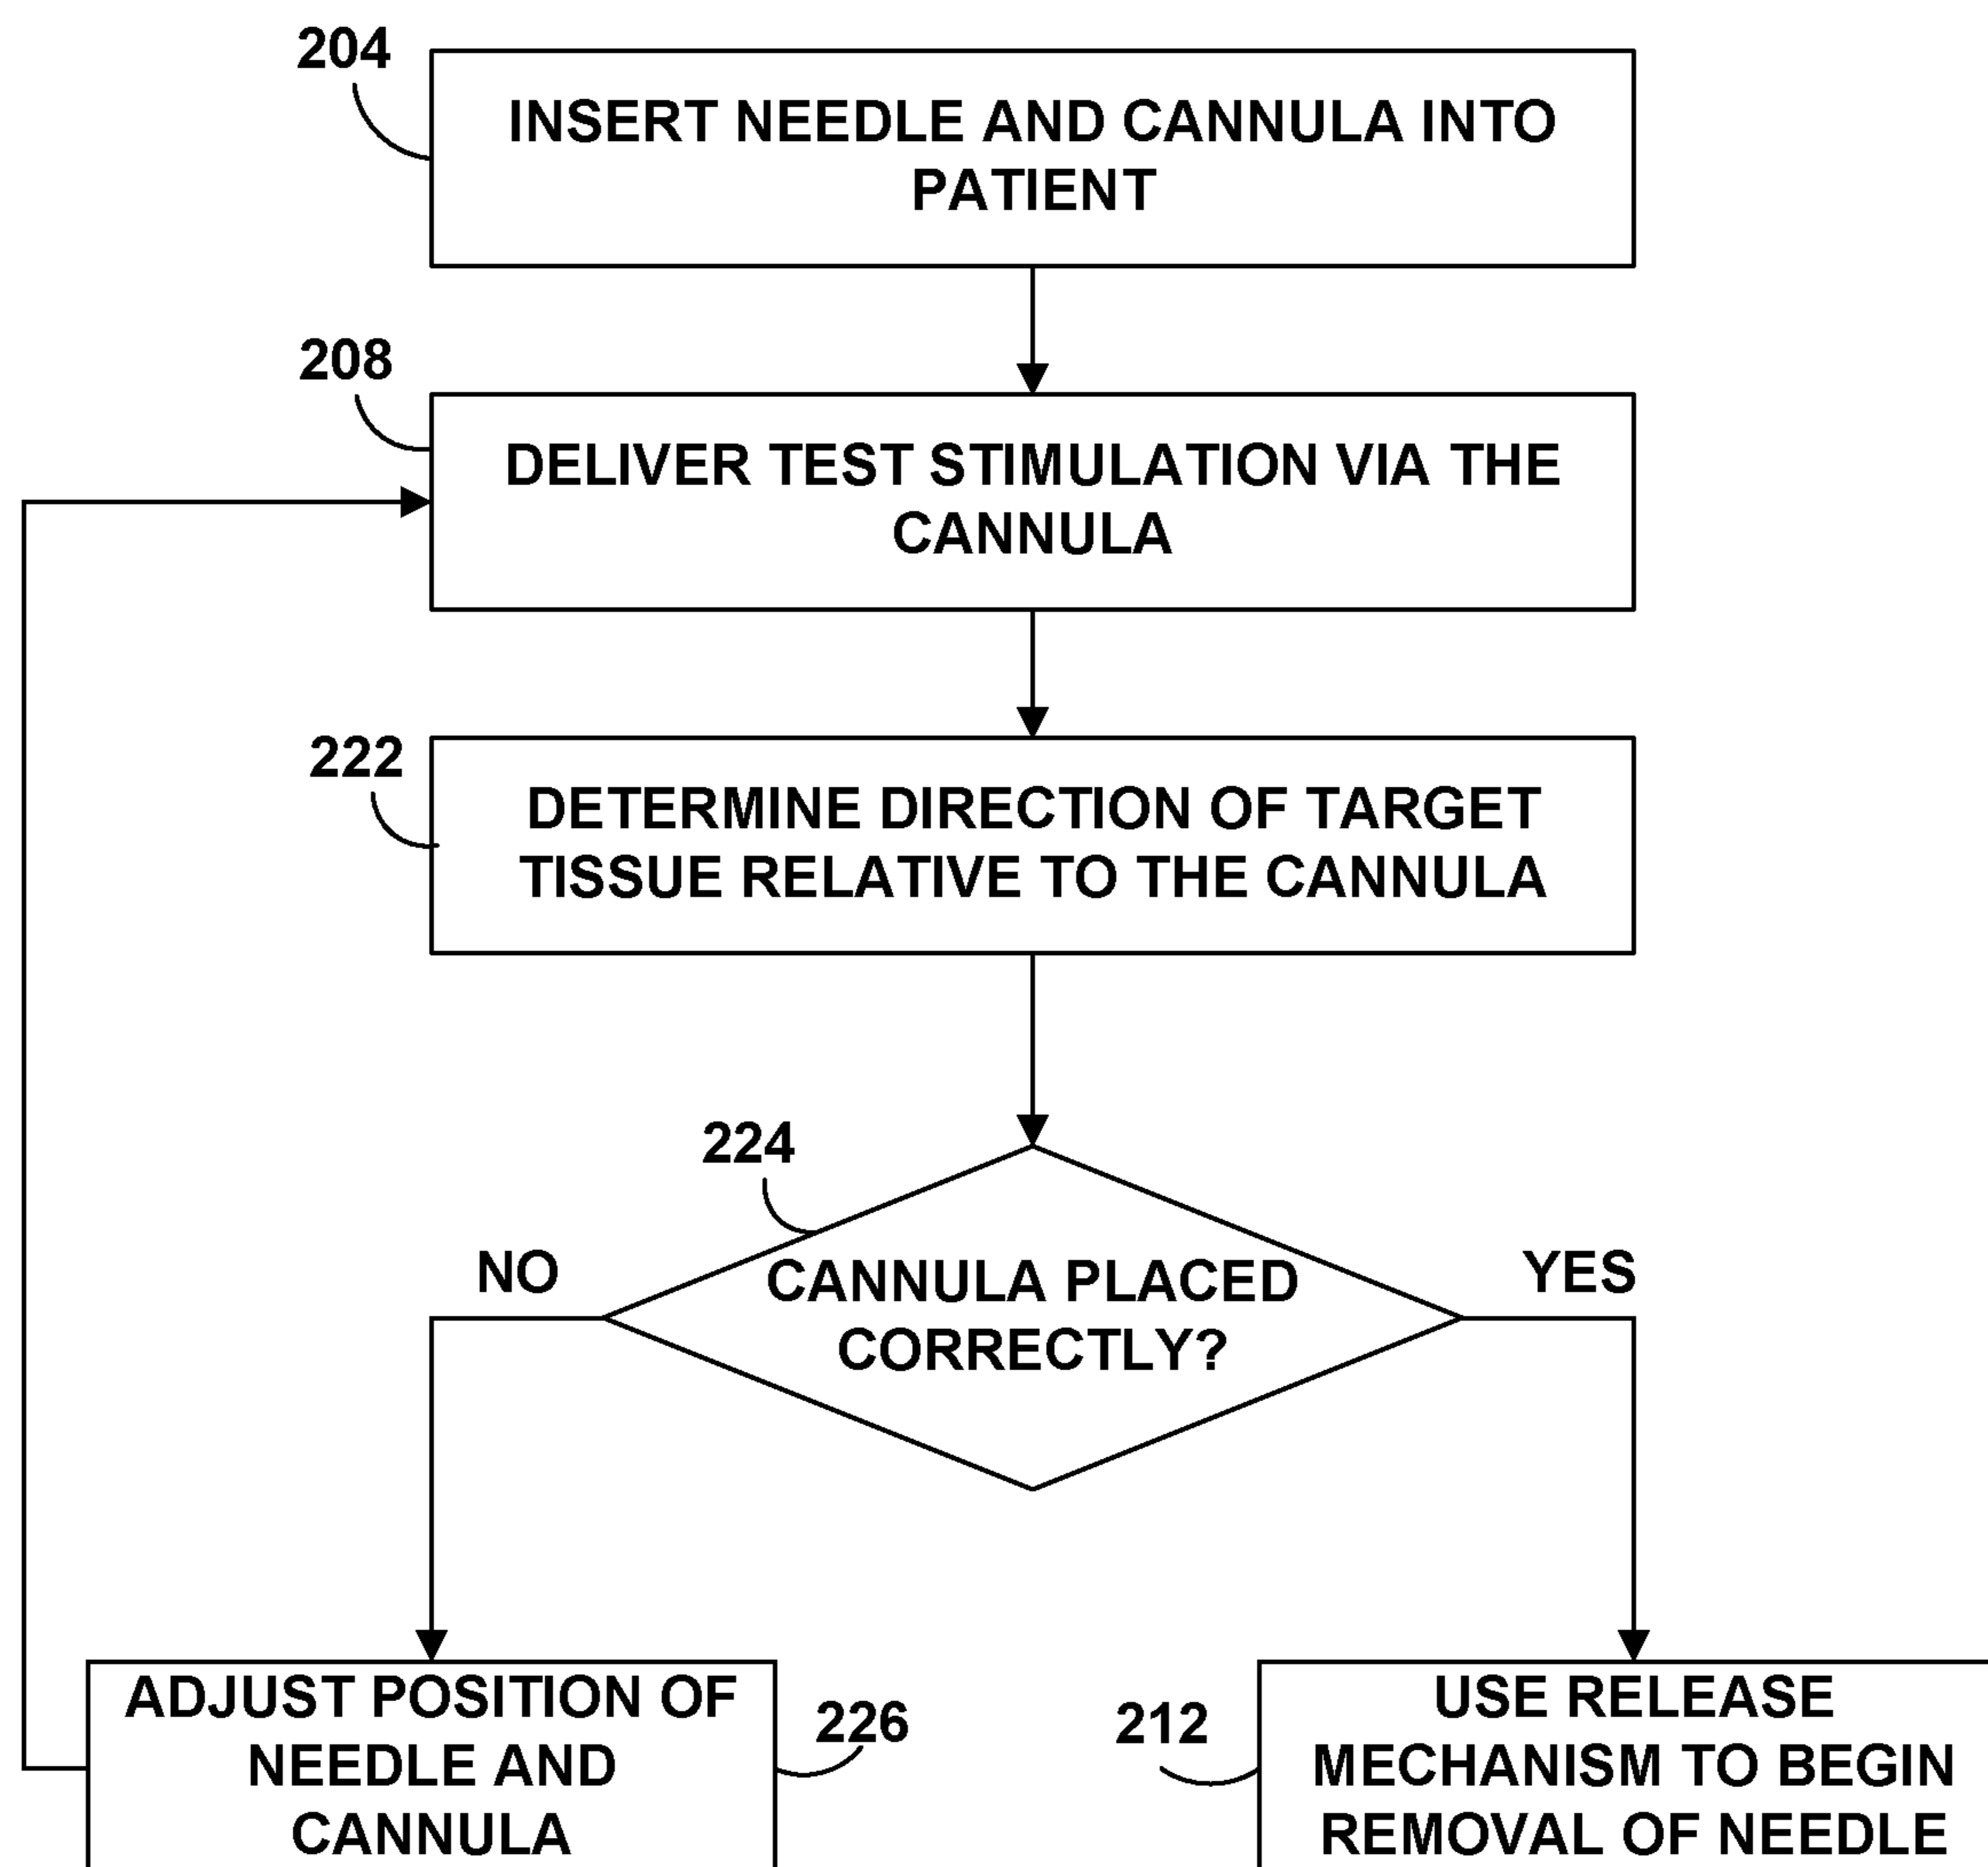 204
INSERT NEEDLE AND CANNULA INTO
PATIENT
208
DELIVER TEST STIMULATION VIA THE
CANNULA
222
DETERMINE DIRECTION OF TARGET
TISSUE RELATIVE TO THE CANNULA
224
CANNULA PLACED
CORRECTLY?
NO
YES
ADJUST POSITION OF
NEEDLE AND
CANNULA
226
212
USE RELEASE
MECHANISM TO BEGIN
REMOVAL OF NEEDLE